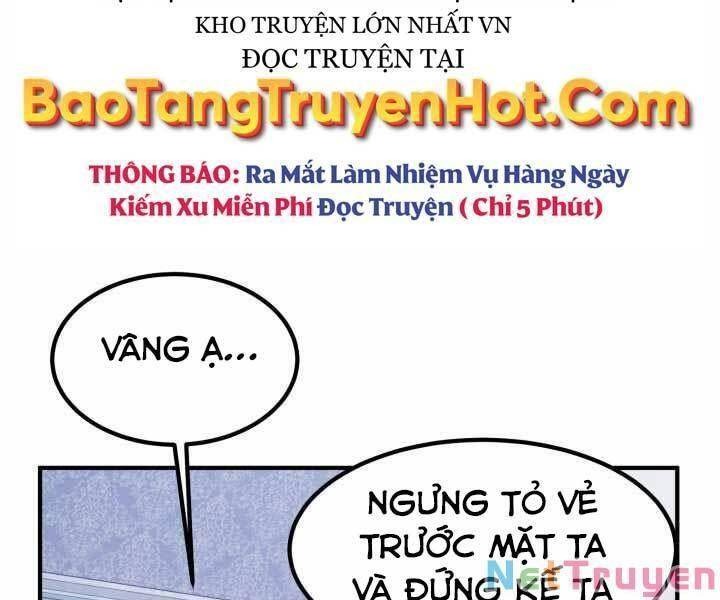 KHO TRUYỆN LỚN NHẤT VN
ĐỌC TRUYỆN TẠI
BaoTangTruyenHot.Com
THÔNG BÁO: Ra Mắt Làm Nhiệm Vụ Hàng Ngày
Kiếm Xu Miễn Phí Đọc Truyện ( Chỉ 5 Phút)
VÂNG Ạ...
NGƯNG TỎ VẺ
TRƯỚC MẶT TA
VÀ ĐỨNG KẾ TA
NetTruyen